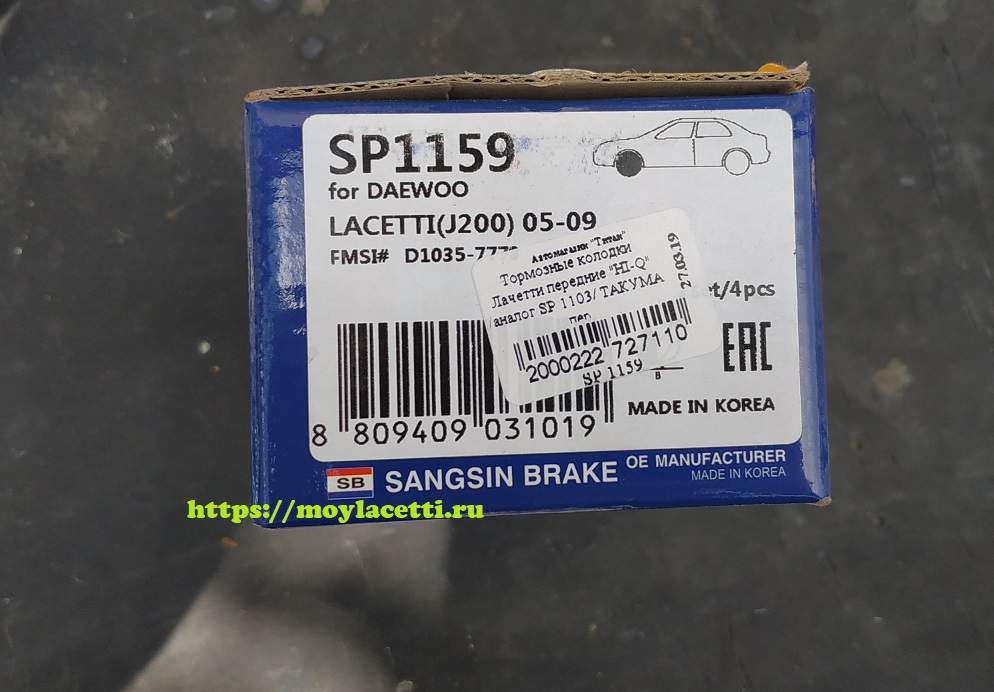 SP1159
for DAEWOO
LACETTI(J200) 05-09
FMSI# D1035-777
Автомагазин "Титан"
Тормозные колодки
Лачетти передние "HI-Q"
аналог SP 1103/ ТАКУМА
пер
27.03.19
2000222 727110
SP 1159
/4pcs
EAC
MADE IN KOREA
8 809409 031019
SB
SANGSIN BRAKE
OE MANUFACTURER
MADE IN KOREA
https://moylacetti.ru